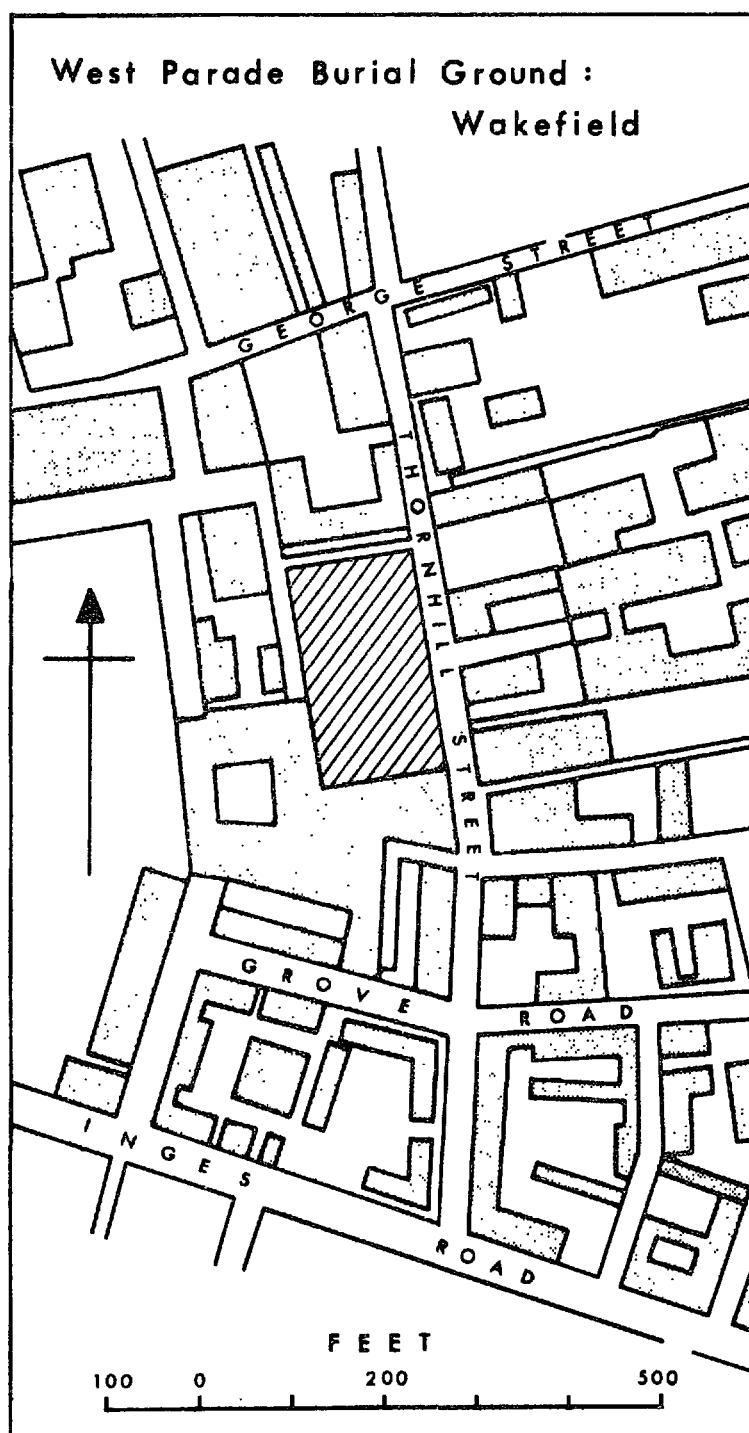 West Parade Burial Ground :
Wakefield
GEORGE STREET
THORNHILL STREET
GROVE ROAD
INGES ROAD
FEET
100 0 200 500